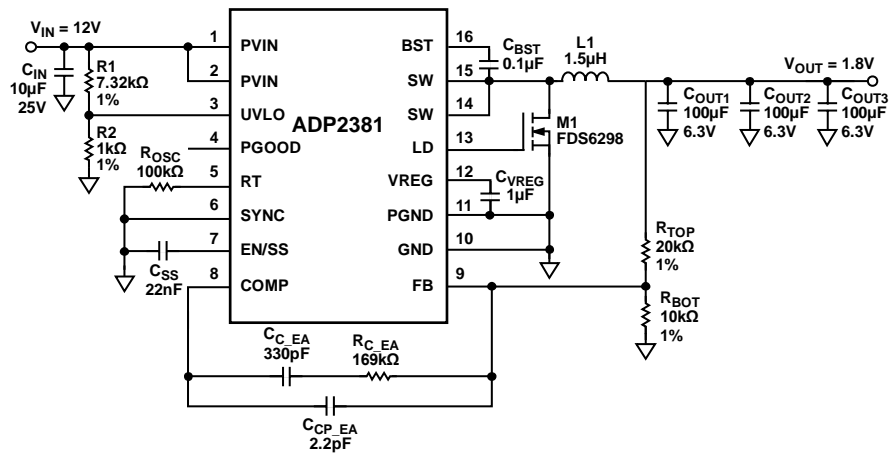 VIN = 12V
CIN
10µF
25V
R1
7.32kΩ
1%
R2
1kΩ
1%
ROSC
100kΩ
CSS
22nF
1
2
3
4
5
6
7
8
PVIN
PVIN
UVLO
PGOOD
RT
SYNC
EN/SS
COMP
ADP2381
BST
SW
SW
LD
VREG
PGND
GND
FB
16
15
14
13
12
11
10
9
CBST
0.1µF
L1
1.5µH
M1
FDS6298
CVREG
1µF
VOUT = 1.8V
COUT1
100µF
6.3V
COUT2
100µF
6.3V
COUT3
100µF
6.3V
RTOP
20kΩ
1%
RBOT
10kΩ
1%
CC_EA
330pF
RC_EA
169kΩ
CCP_EA
2.2pF